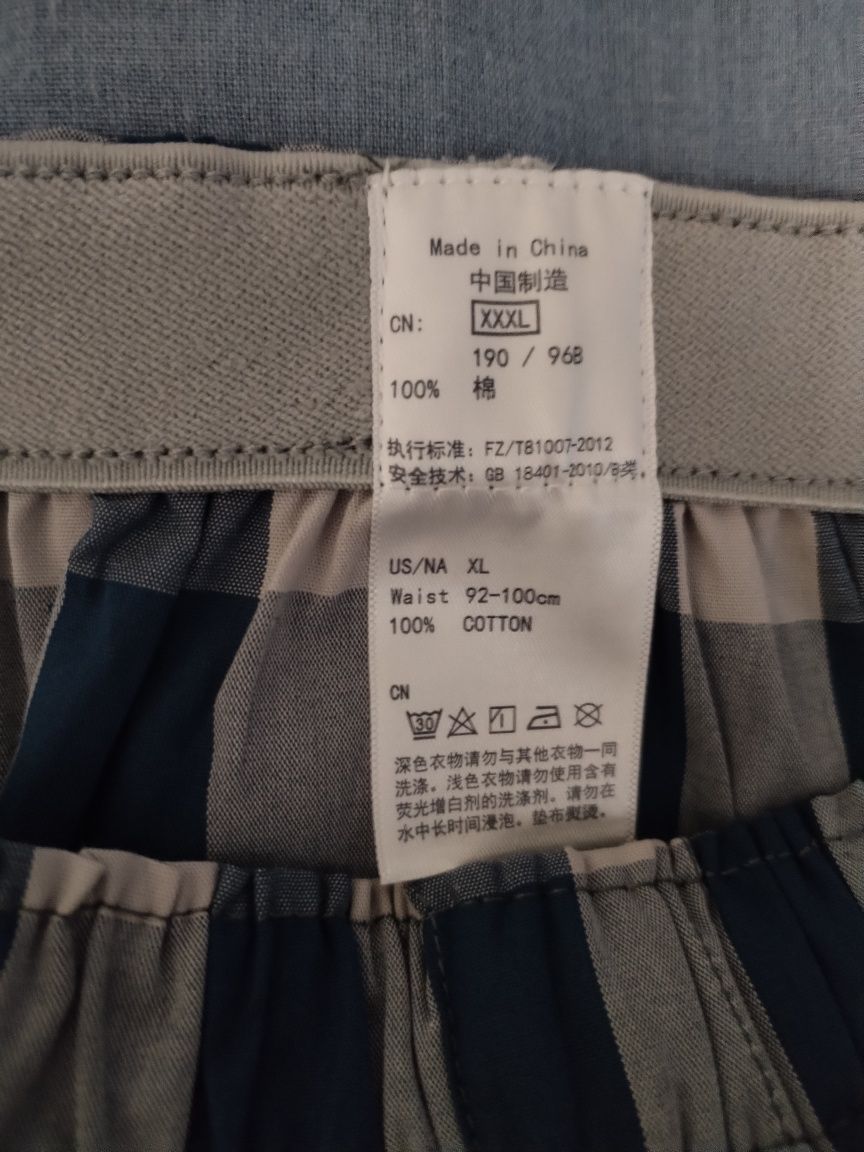 Made in China
中国制造
CN: XXXL
190 / 96B
100% 棉
执行标准: FZ/T81007-2012
安全技术: GB 18401-2010/B类
US/NA XL
Waist 92-100cm
100% COTTON
CN
30
深色衣物请勿与其他衣物一同
洗涤。浅色衣物请勿使用含有
荧光增白剂的洗涤剂。请勿在
水中长时间浸泡。垫布熨烫。